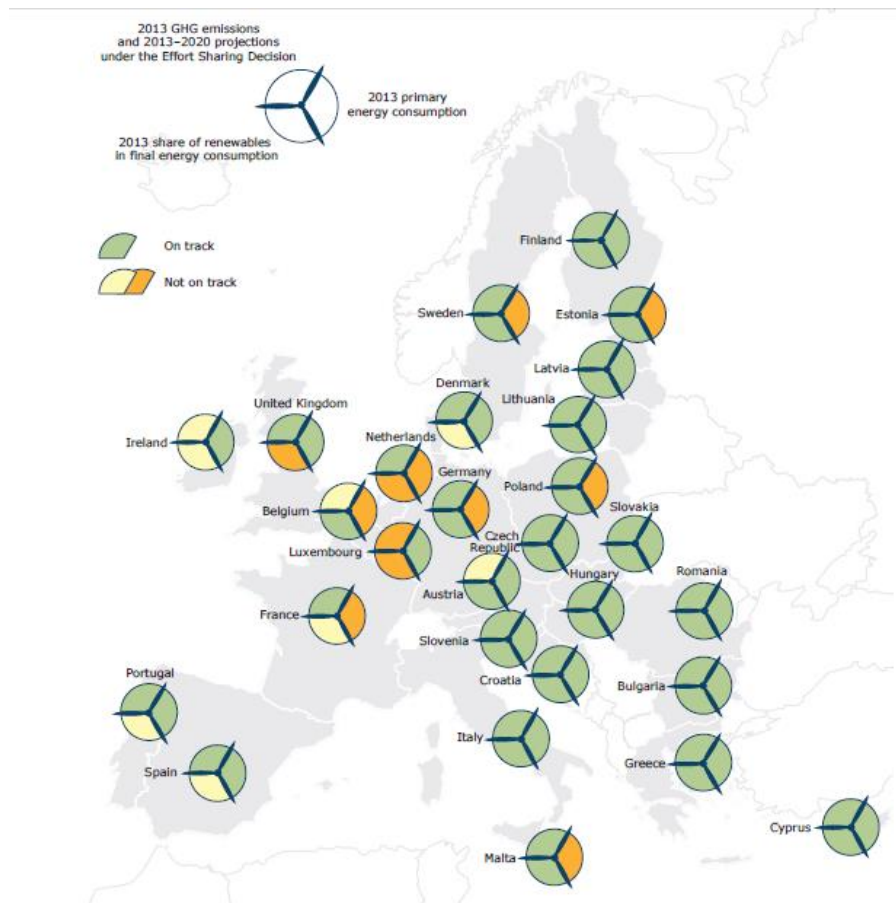 2013 GHG emissions
and 2013–2020 projections
under the Effort Sharing Decision
2013 primary
energy consumption
2013 share of renewables
in final energy consumption
On track
Not on track
Finland
Sweden
Estonia
Latvia
Denmark
Lithuania
United Kingdom
Ireland
Netherlands
Germany
Poland
Belgium
Slovakia
Czech
Republic
Luxembourg
Austria
Hungary
Romania
France
Slovenia
Croatia
Bulgaria
Portugal
Italy
Spain
Greece
Cyprus
Malta